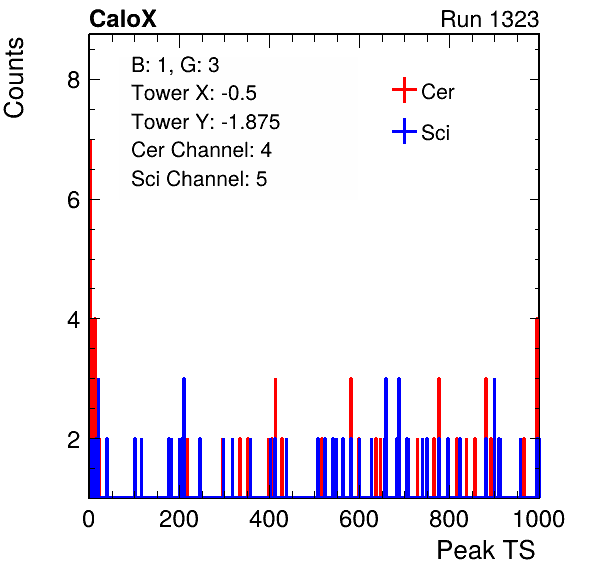 CaloX Run 1323
Counts
8
6
4
2
B: 1, G: 3
Tower X: -0.5
Tower Y: -1.875
Cer Channel: 4
Sci Channel: 5
Cer
Sci
0 200 400 600 800 1000
Peak TS